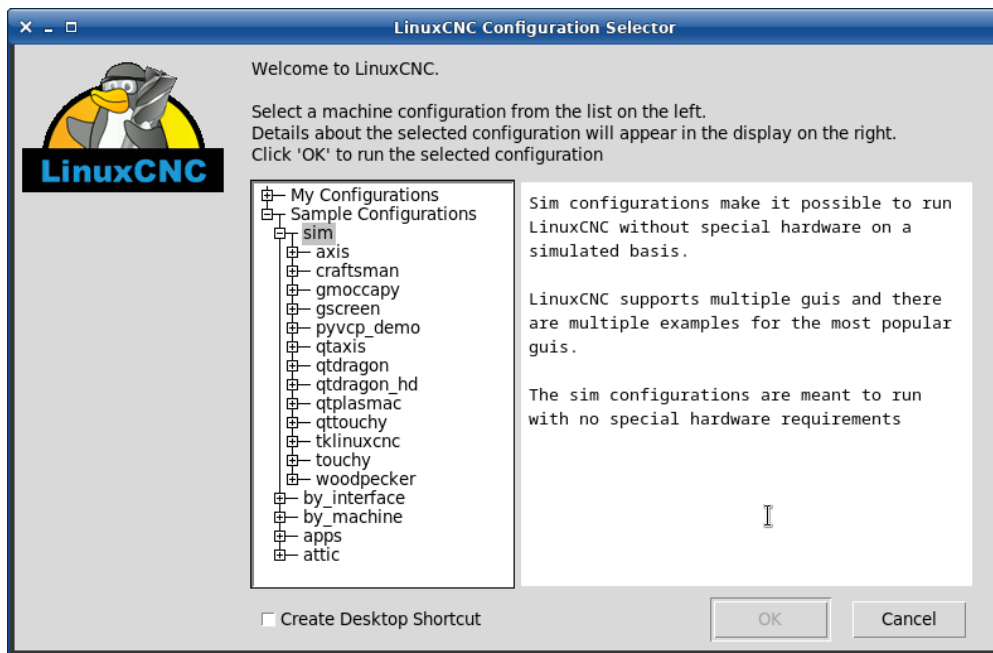 LinuxCNC Configuration Selector
LinuxCNC
Welcome to LinuxCNC.
Select a machine configuration from the list on the left.
Details about the selected configuration will appear in the display on the right.
Click 'OK' to run the selected configuration
My Configurations
Sample Configurations
sim
axis
craftsman
gmoccapy
gscreen
pyvcp_demo
qtaxis
qtdragon
qtdragon_hd
qtplasmac
qttouchy
tklinuxcnc
touchy
woodpecker
by_interface
by_machine
apps
attic
Sim configurations make it possible to run
LinuxCNC without special hardware on a
simulated basis.
LinuxCNC supports multiple guis and there
are multiple examples for the most popular
guis.
The sim configurations are meant to run
with no special hardware requirements
Create Desktop Shortcut
OK
Cancel